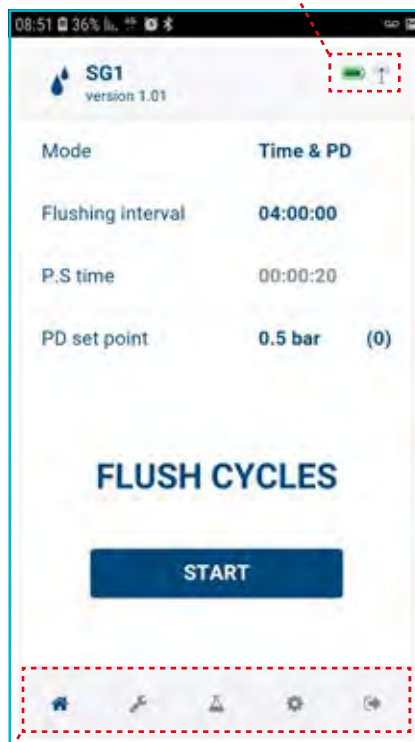 08:51 36%
SG1
version 1.01
Mode Time & PD
Flushing interval 04:00:00
P.S time 00:00:20
PD set point 0.5 bar (0)
FLUSH CYCLES
START